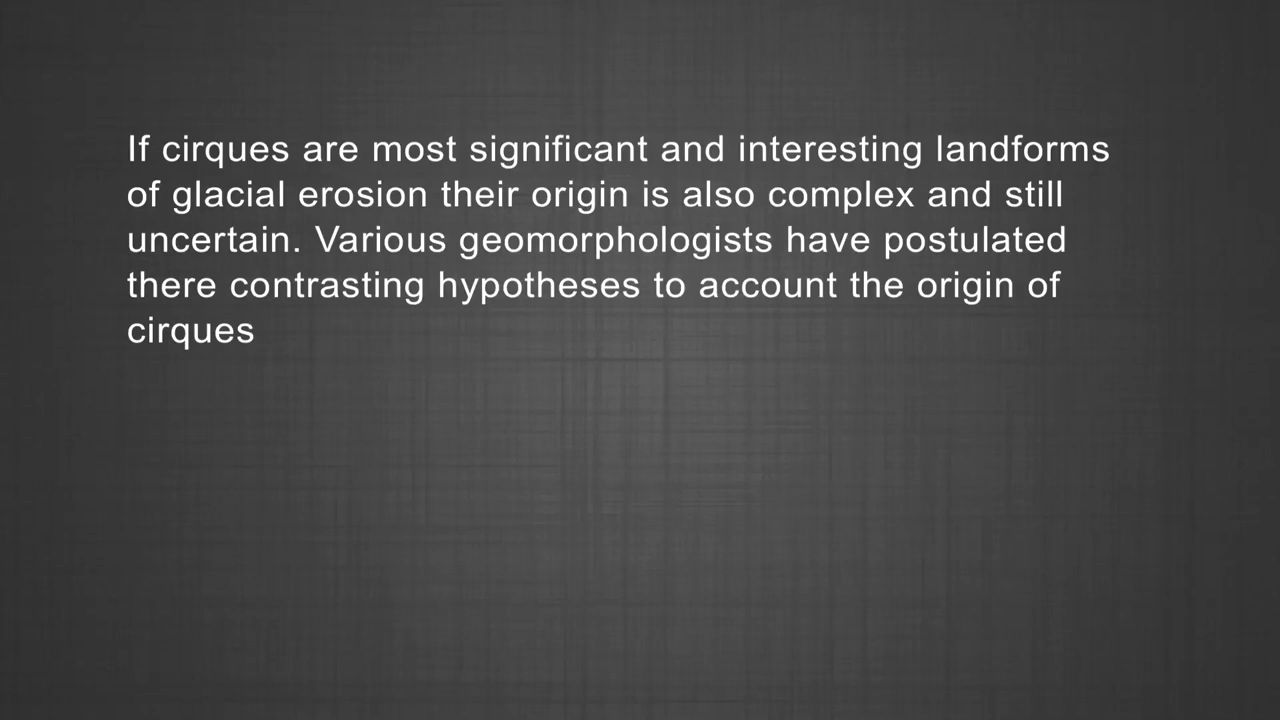 If cirques are most significant and interesting landforms
of glacial erosion their origin is also complex and still
uncertain. Various geomorphologists have postulated
there contrasting hypotheses to account the origin of
cirques